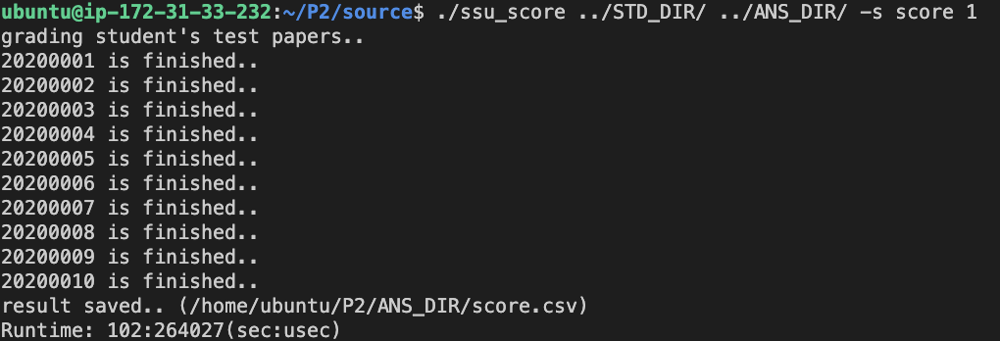 ubuntu@ip-172-31-33-232:~/P2/source$ ./ssu_score ../STD_DIR/ ../ANS_DIR/ -s score 1
grading student's test papers..
20200001 is finished..
20200002 is finished..
20200003 is finished..
20200004 is finished..
20200005 is finished..
20200006 is finished..
20200007 is finished..
20200008 is finished..
20200009 is finished..
20200010 is finished..
result saved.. (/home/ubuntu/P2/ANS_DIR/score.csv)
Runtime: 102:264027(sec:usec)